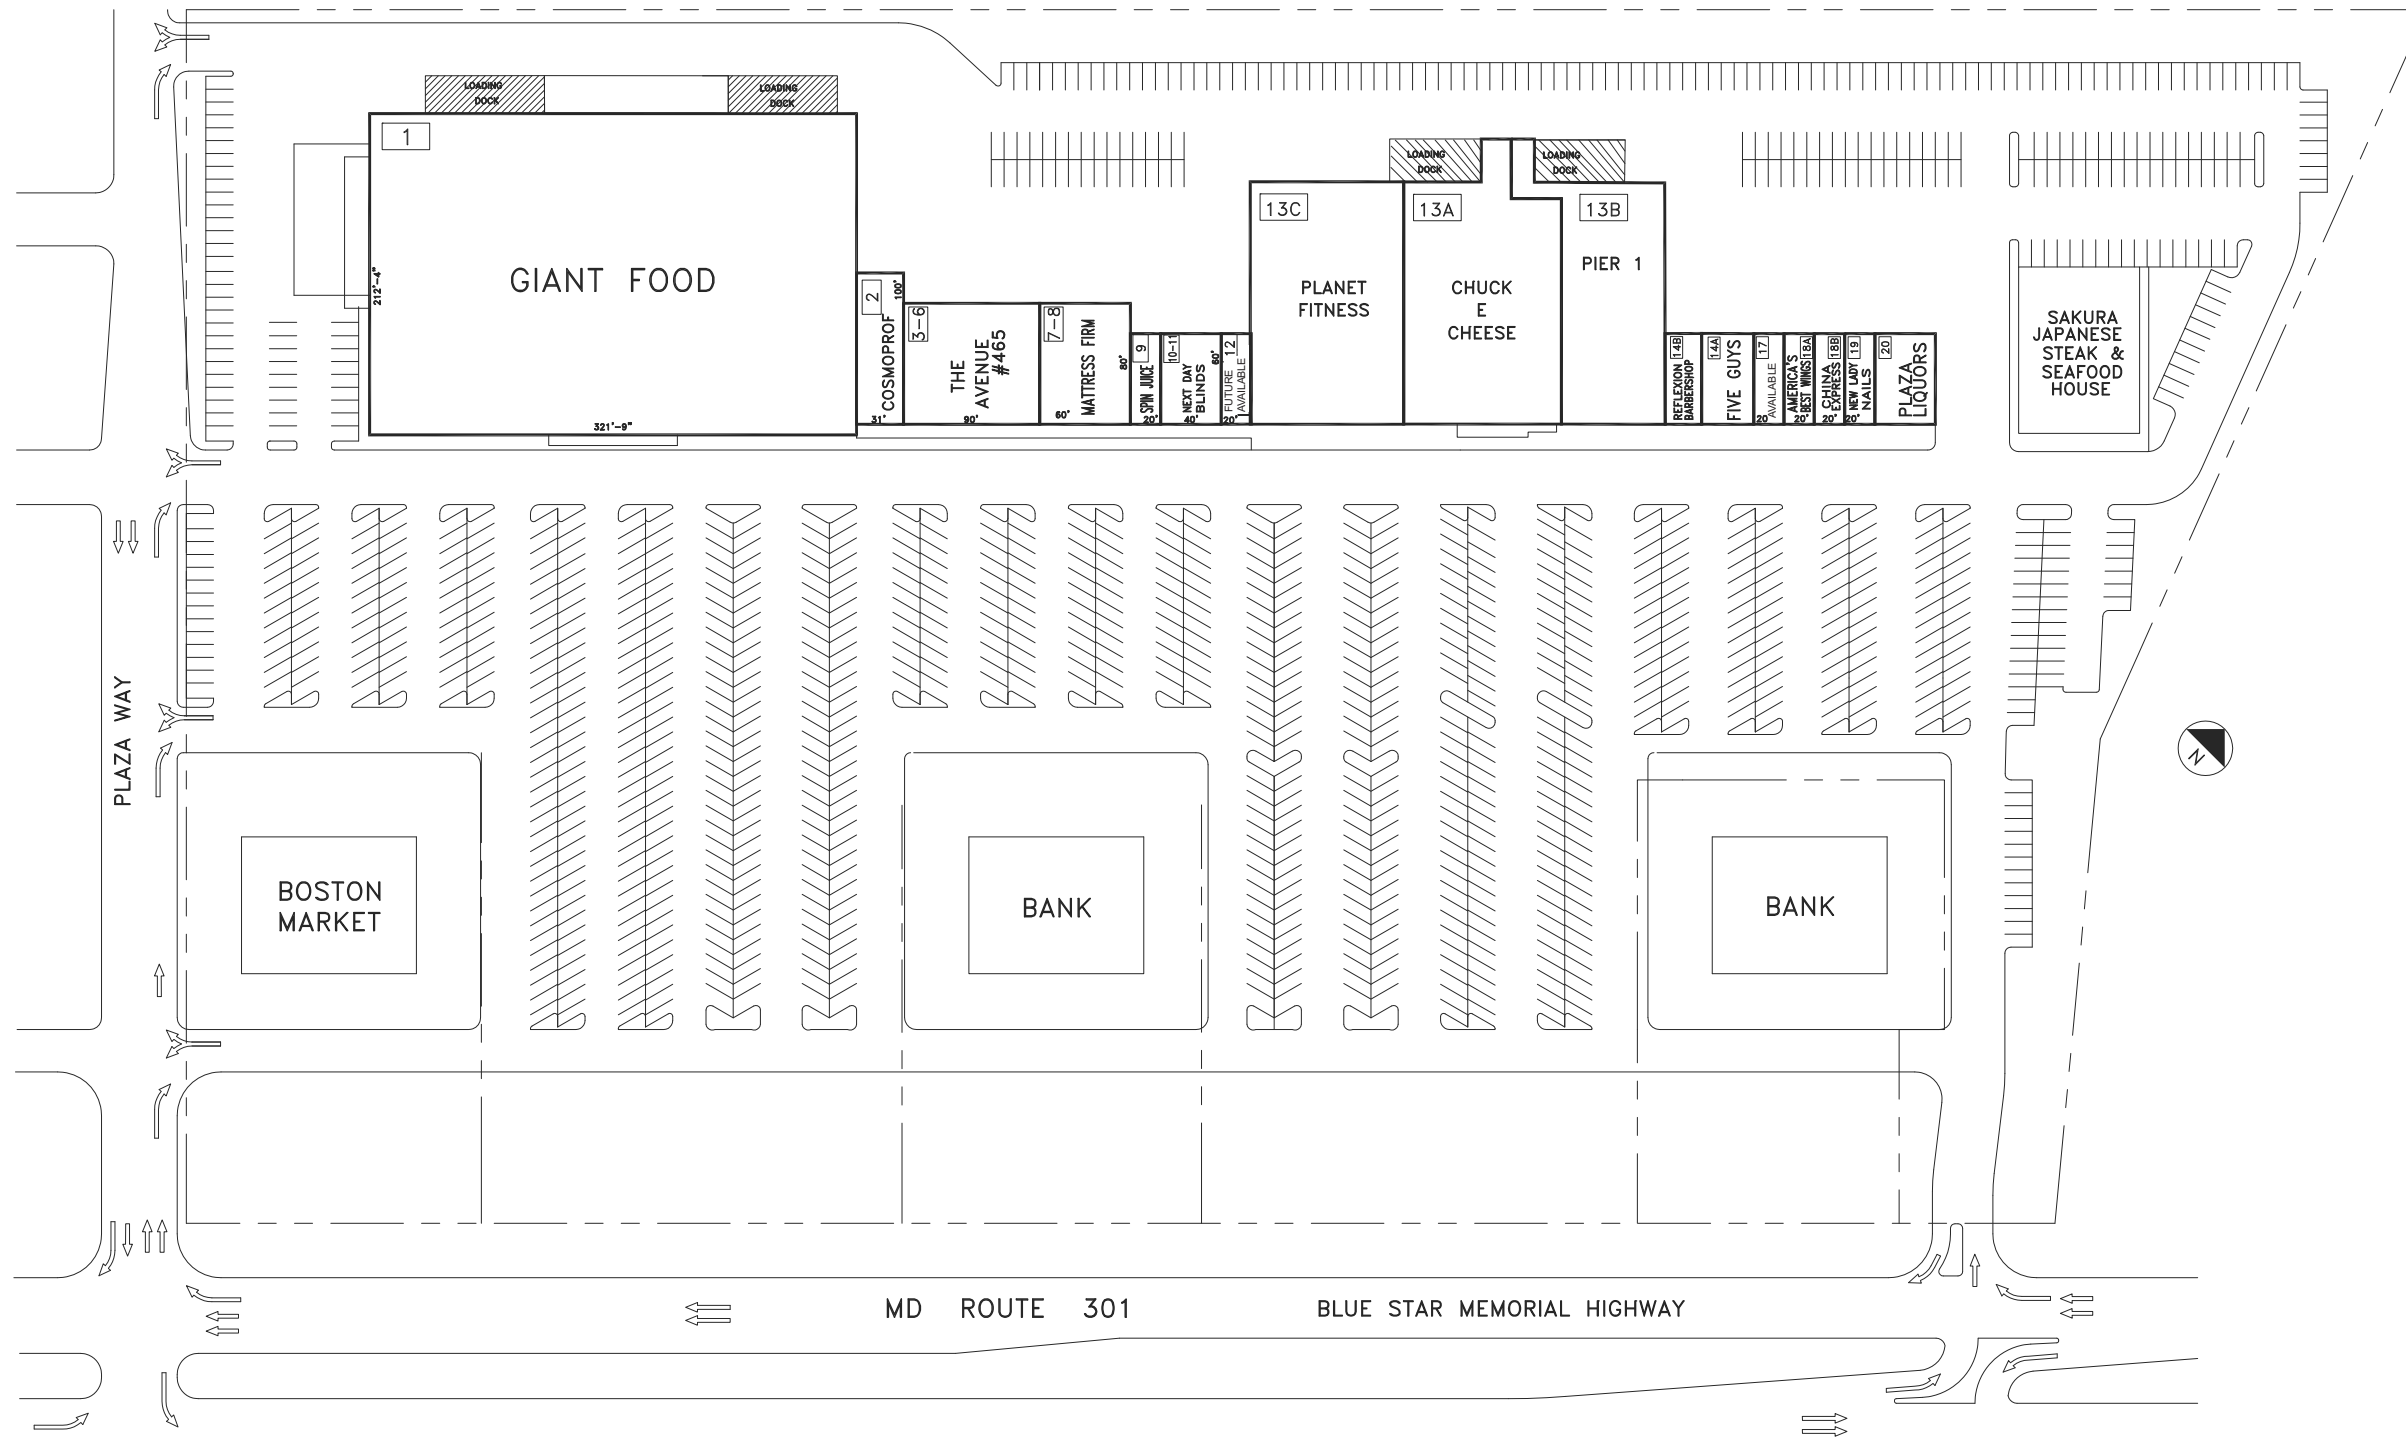 LOADING
DOCK
LOADING
DOCK
1
GIANT FOOD
212'-4"
321'-9"
2
COSMOPROF
100'
31'
3-6
THE
AVENUE
#465
90'
7-8
MATTRESS FIRM
60'
80'
9
SPIN JUICE
20'
10-11
NEXT DAY
BLINDS
60'
40'
12
FUTURE
AVAILABLE
20'
13C
PLANET
FITNESS
LOADING
DOCK
13A
CHUCK
E
CHEESE
LOADING
DOCK
13B
PIER 1
14B
REFLEXION
BARBERSHOP
14A
FIVE GUYS
17
AVAILABLE
20'
18A
AMERICA'S
BEST WINGS
20'
18B
CHINA
EXPRESS
20'
19
NEW LADY
NAILS
20'
20
PLAZA
LIQUORS
SAKURA
JAPANESE
STEAK &
SEAFOOD
HOUSE
PLAZA WAY
N
BOSTON
MARKET
BANK
BANK
MD ROUTE 301
BLUE STAR MEMORIAL HIGHWAY